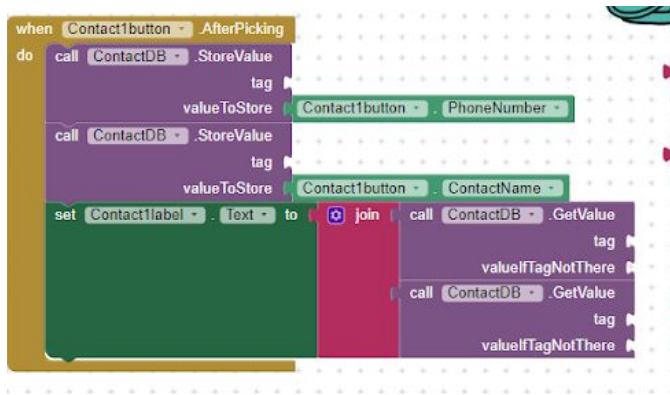 when Contact1button .AfterPicking
do call ContactDB .StoreValue
tag
valueToStore Contact1button . PhoneNumber
call ContactDB .StoreValue
tag
valueToStore Contact1button . ContactName
set Contact1label . Text to join call ContactDB .GetValue
tag
valueIfTagNotThere
call ContactDB .GetValue
tag
valueIfTagNotThere